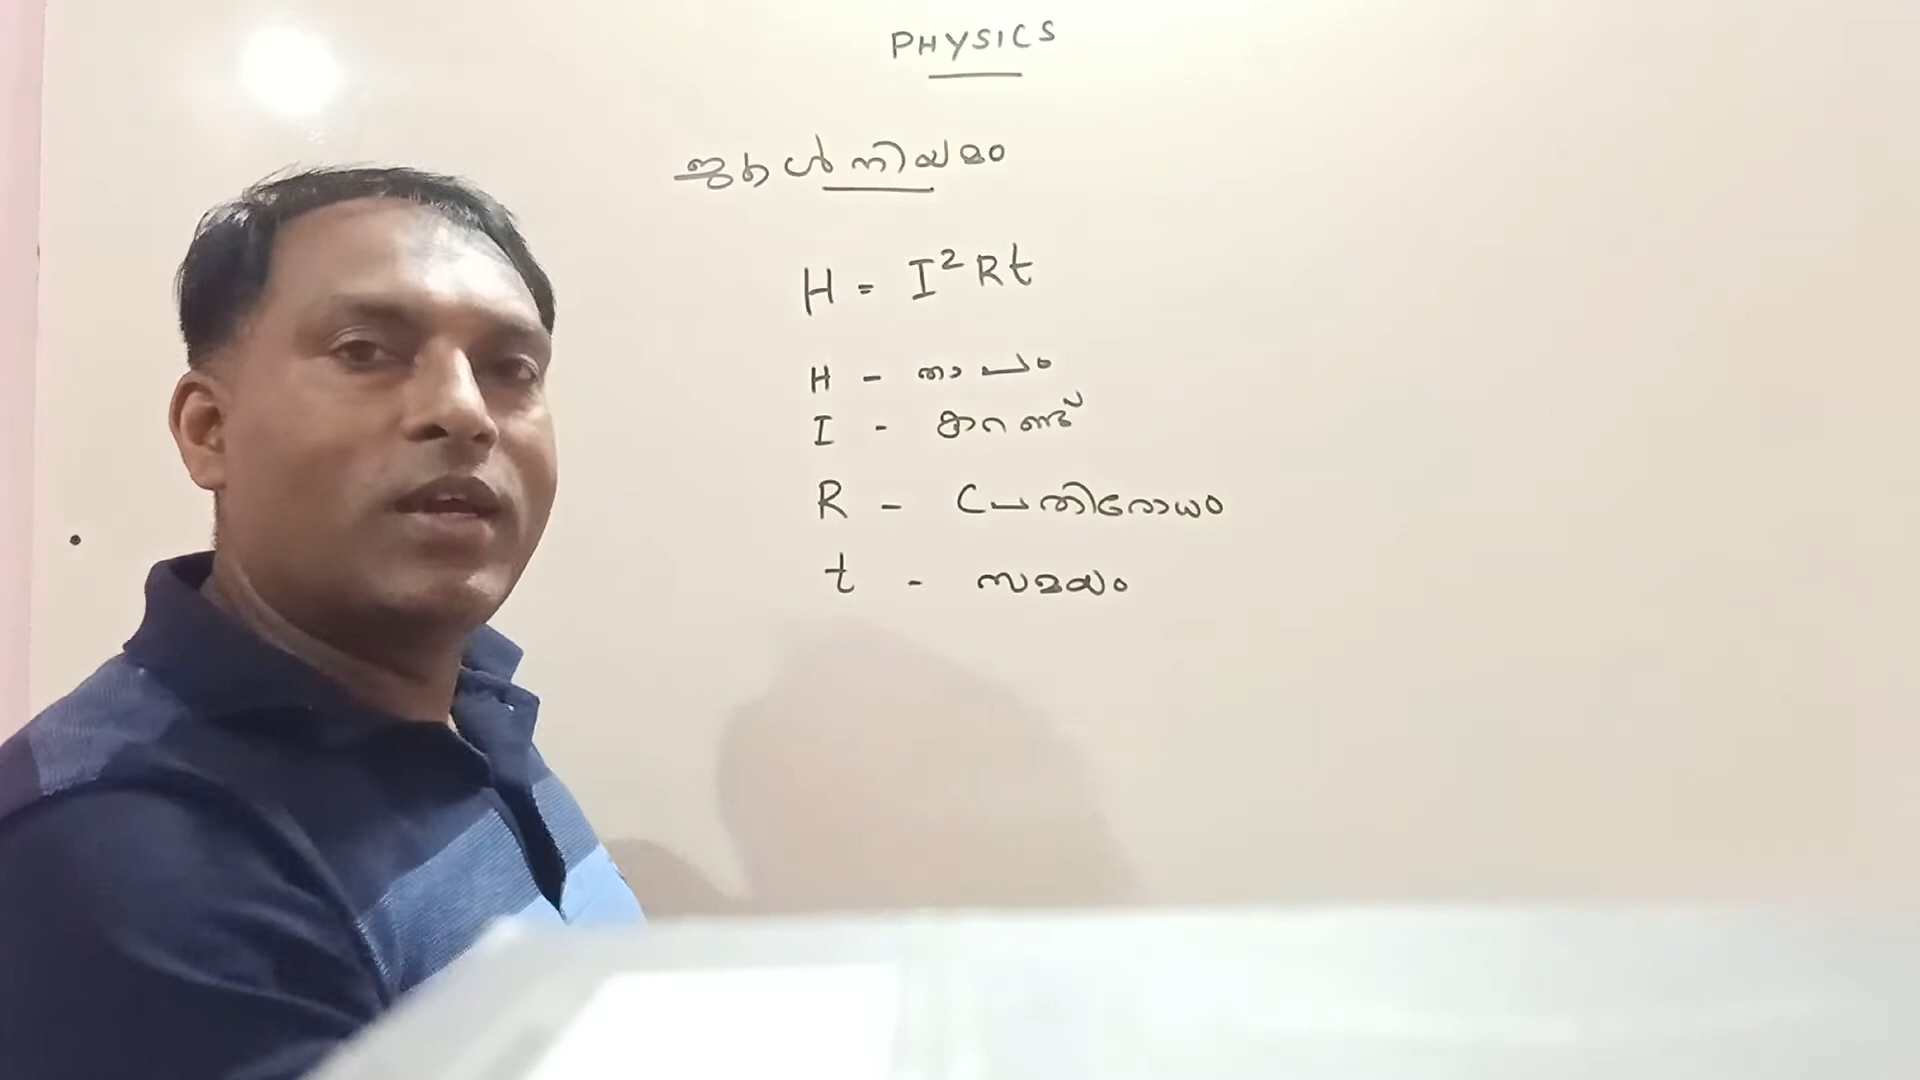 PHYSICS
ജൂൾ നിയമം
H = I²Rt
H - താപം
I - കറണ്ട്
R - പ്രതിരോധം
t - സമയം